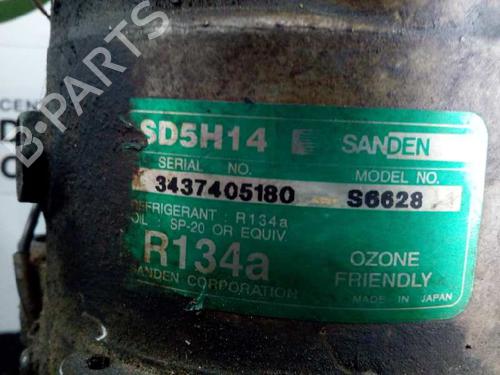 CEN
D
C
B-PARTS
SD5H14 SANDEN
SERIAL NO. MODEL NO.
3437405180 S6628
REFRIGERANT : R134a
OIL : SP-20 OR EQUIV.
R134a OZONE
FRIENDLY
SANDEN CORPORATION MADE IN JAPAN